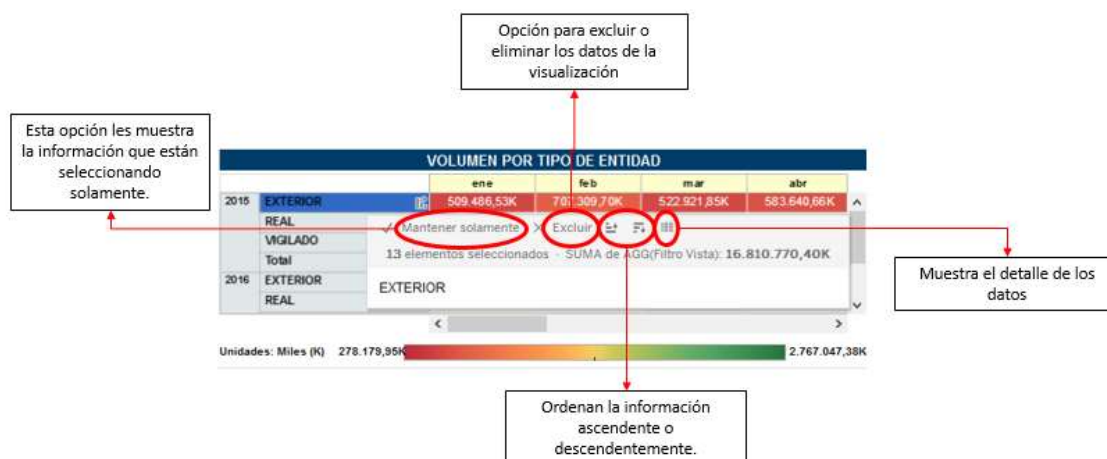 Opción para excluir o
eliminar los datos de la
visualización
Esta opción les muestra
la información que están
seleccionando
solamente.
VOLUMEN POR TIPO DE ENTIDAD
ene feb mar abr
2015 EXTERIOR 509.486,53K 707.309,70K 522.921,85K 583.640,66K
REAL
Mantener solamente Excluir
VIGILADO
13 elementos seleccionados - SUMA de AGG(Filtro Vista): 16.810.770,40K
Total
2016 EXTERIOR
EXTERIOR
REAL
Muestra el detalle de los
datos
Unidades: Miles (K) 278.179,95K 2.767.047,38K
Ordenan la información
ascendente o
descendentemente.